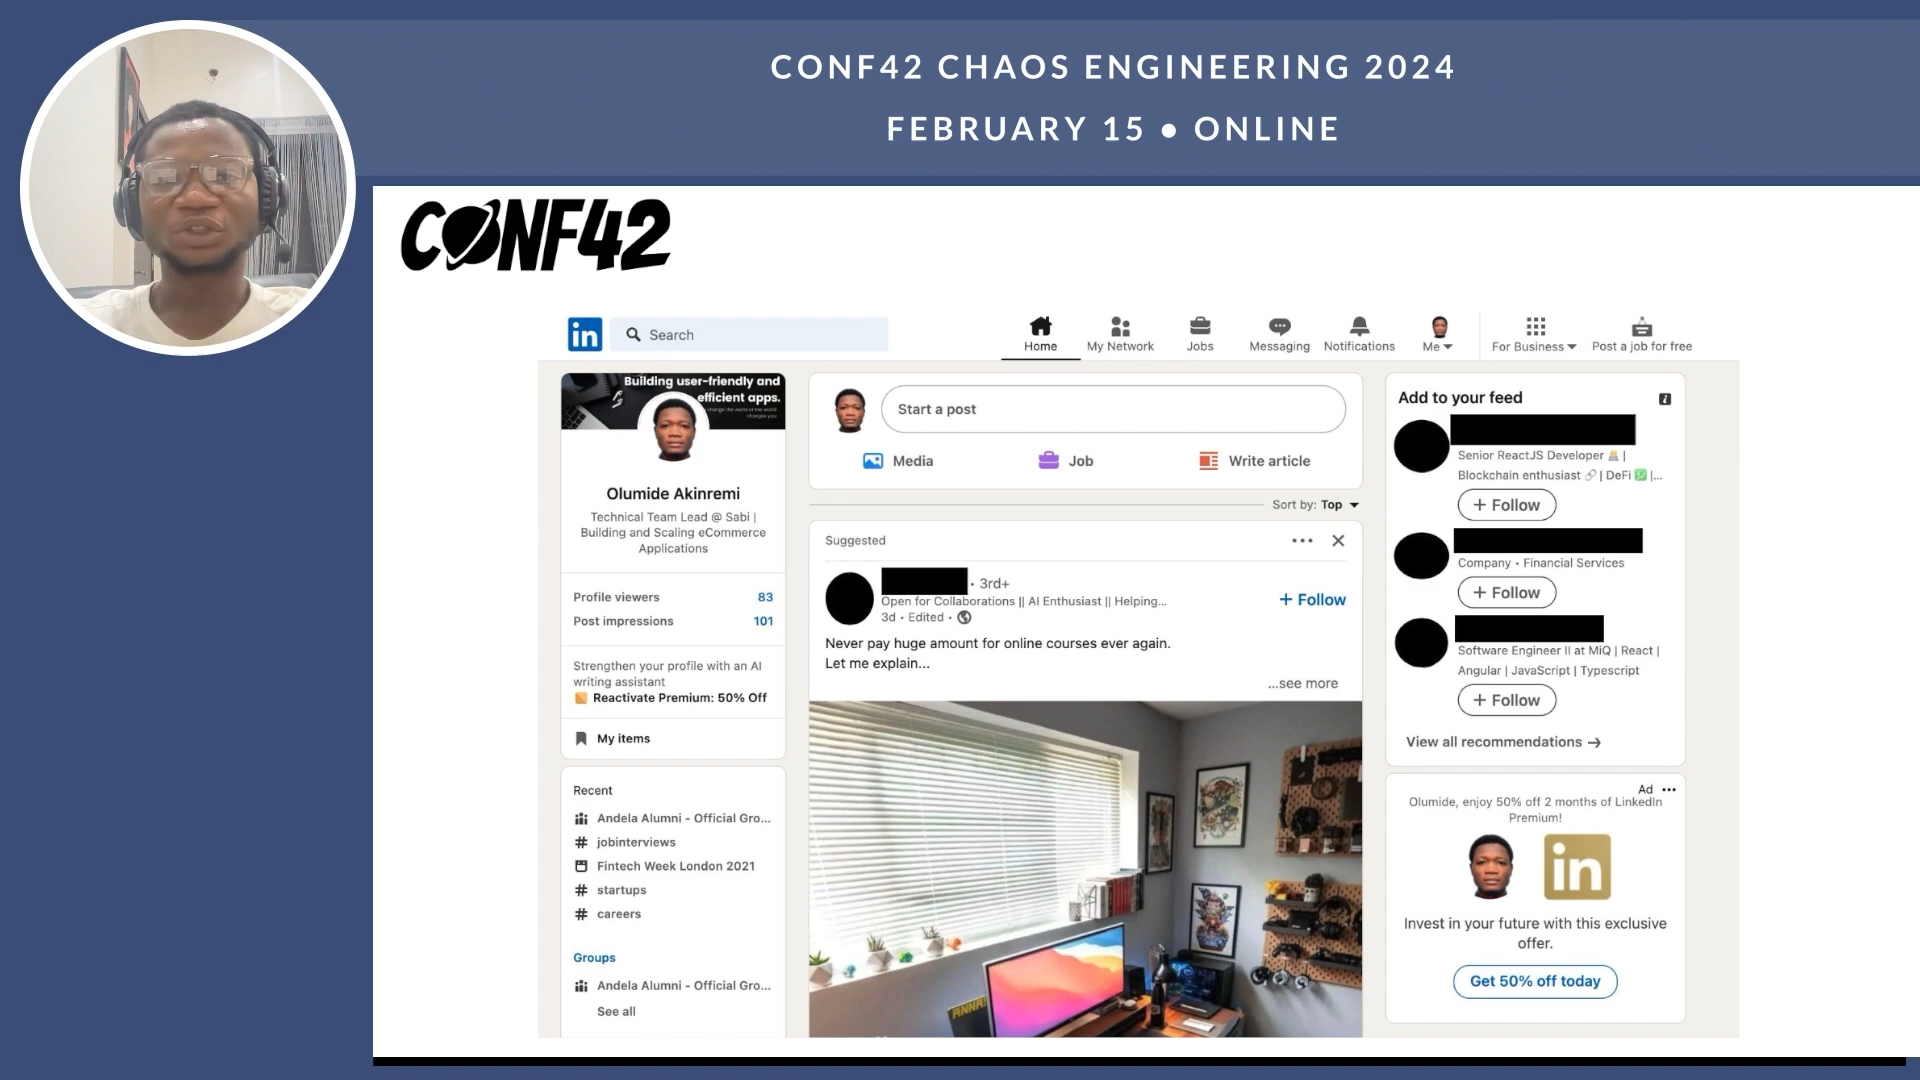 CONF42 CHAOS ENGINEERING 2024
FEBRUARY 15 • ONLINE
CONF42
in
Search
Home
My Network
Jobs
Messaging
Notifications
Me
For Business
Post a job for free
Building user-friendly and
efficient apps.
Olumide Akinremi
Technical Team Lead @ Sabi |
Building and Scaling eCommerce
Applications
Profile viewers 83
Post impressions 101
Strengthen your profile with an AI
writing assistant
Reactivate Premium: 50% Off
My items
Recent
Andela Alumni - Official Gro...
# jobinterviews
Fintech Week London 2021
# startups
# careers
Groups
Andela Alumni - Official Gro...
See all
Start a post
Media
Job
Write article
Sort by: Top
Suggested
• 3rd+
Open for Collaborations || AI Enthusiast || Helping...
3d • Edited •
+ Follow
Never pay huge amount for online courses ever again.
Let me explain...
...see more
ANNA
Add to your feed
Senior ReactJS Developer |
Blockchain enthusiast | DeFi |...
+ Follow
Company • Financial Services
+ Follow
Software Engineer II at MiQ | React |
Angular | JavaScript | Typescript
+ Follow
View all recommendations →
Ad
Olumide, enjoy 50% off 2 months of LinkedIn
Premium!
in
Invest in your future with this exclusive
offer.
Get 50% off today